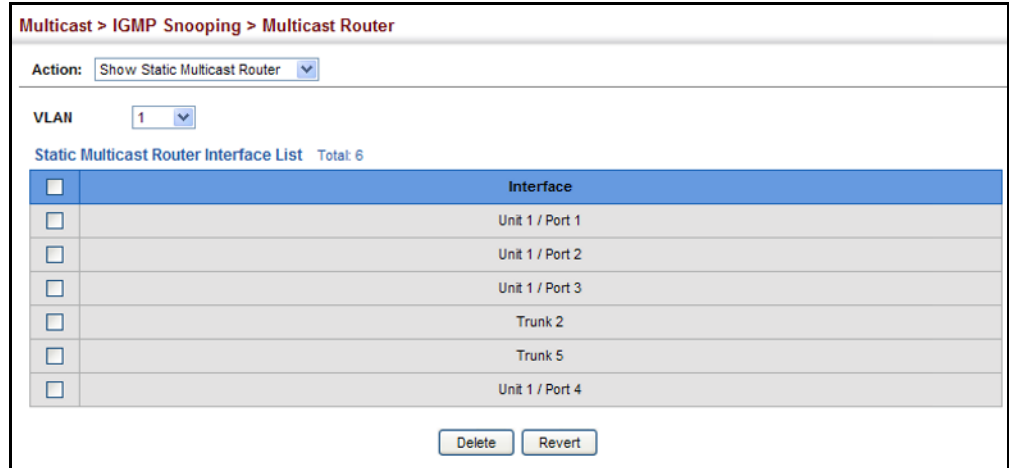 Multicast > IGMP Snooping > Multicast Router
Action: Show Static Multicast Router
VLAN 1
Static Multicast Router Interface List Total: 6
Interface
Unit 1 / Port 1
Unit 1 / Port 2
Unit 1 / Port 3
Trunk 2
Trunk 5
Unit 1 / Port 4
Delete Revert